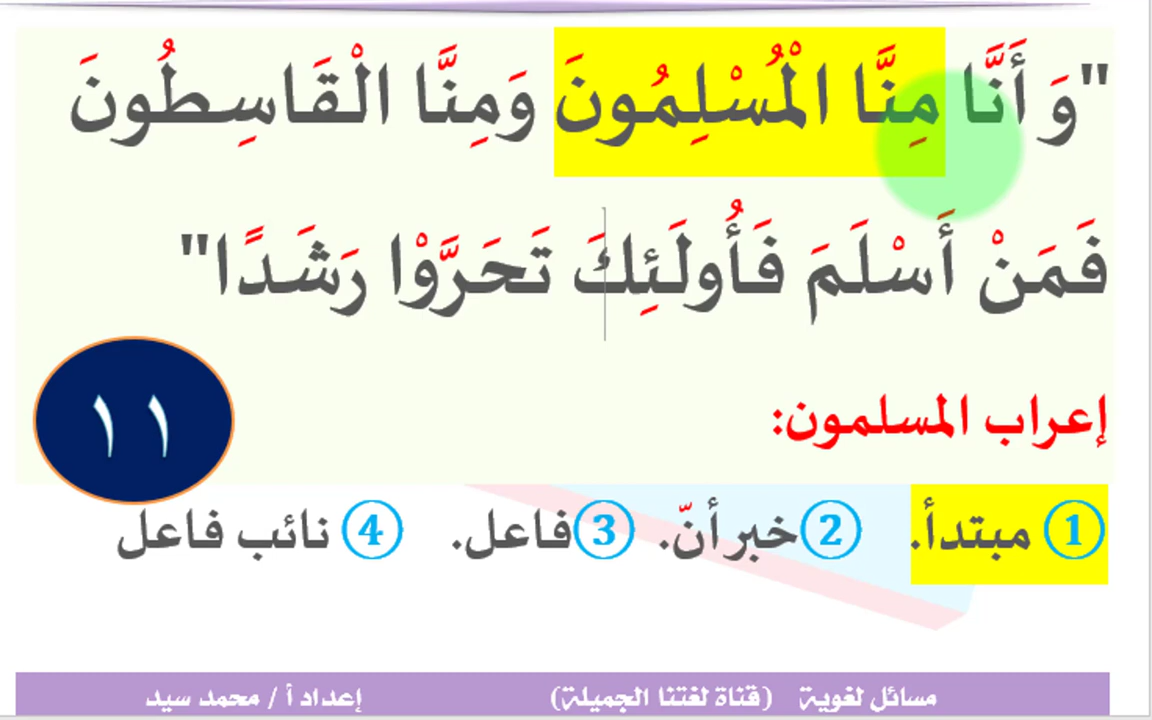 "وَ أَنَّا مِنَّا الْمُسْلِمُونَ وَمِنَّا الْقَاسِطُونَ
فَمَنْ أَسْلَمَ فَأُولَئِكَ تَحَرَّوْا رَشَدًا"
إعراب المسلمون:
١١
1 مبتدأ. 2 خبر أنّ. 3 فاعل. 4 نائب فاعل
مسائل لغوية (قناة لغتنا الجميلة) إعداد أ / محمد سيد